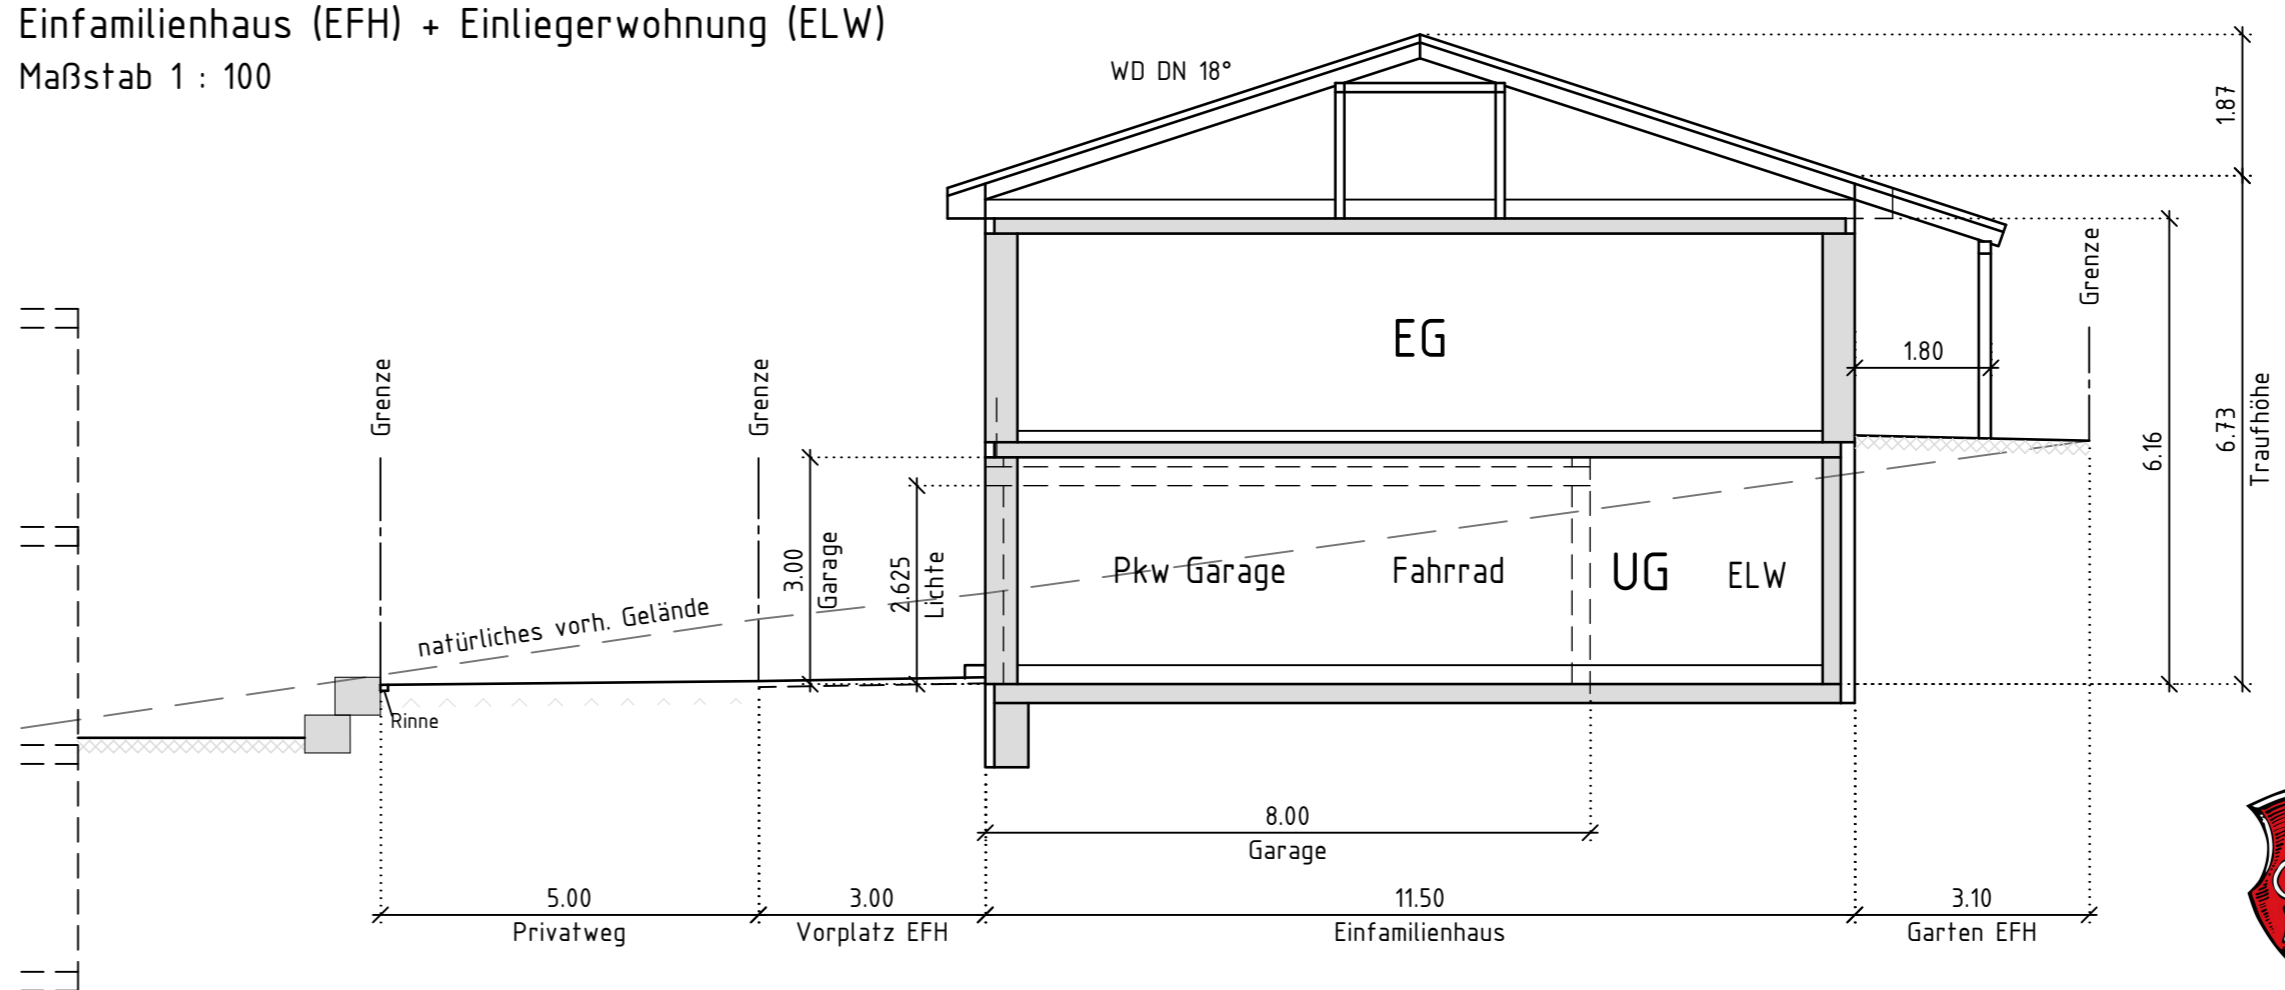 Einfamilienhaus (EFH) + Einliegerwohnung (ELW)
Maßstab 1 : 100
WD DN 18°
1.87
Grenze
Grenze
Grenze
EG
1.80
6.16
6.73
Traufhöhe
3.00
Garage
2.625
Lichte
Pkw Garage
Fahrrad
UG
ELW
natürliches vorh. Gelände
Rinne
8.00
Garage
5.00
3.00
11.50
3.10
Privatweg
Vorplatz EFH
Einfamilienhaus
Garten EFH